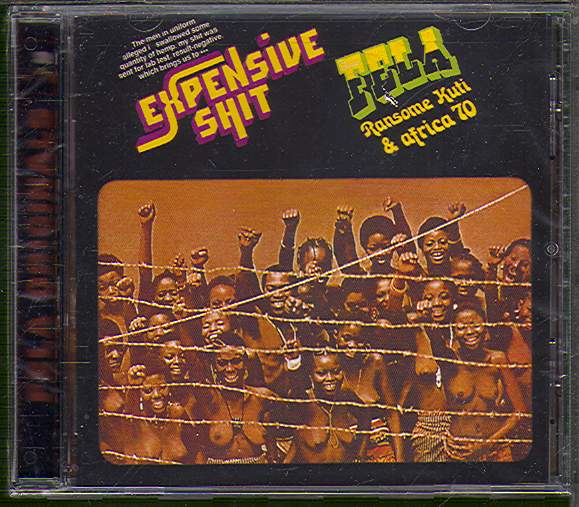 The men in uniform
alleged i swallowed some
quantity of hemp. my shit was
sent for lab test. result-negative.
which brings us to ---
EXPENSIVE
SHIT
FELA
Ransome Kuti
& africa 70